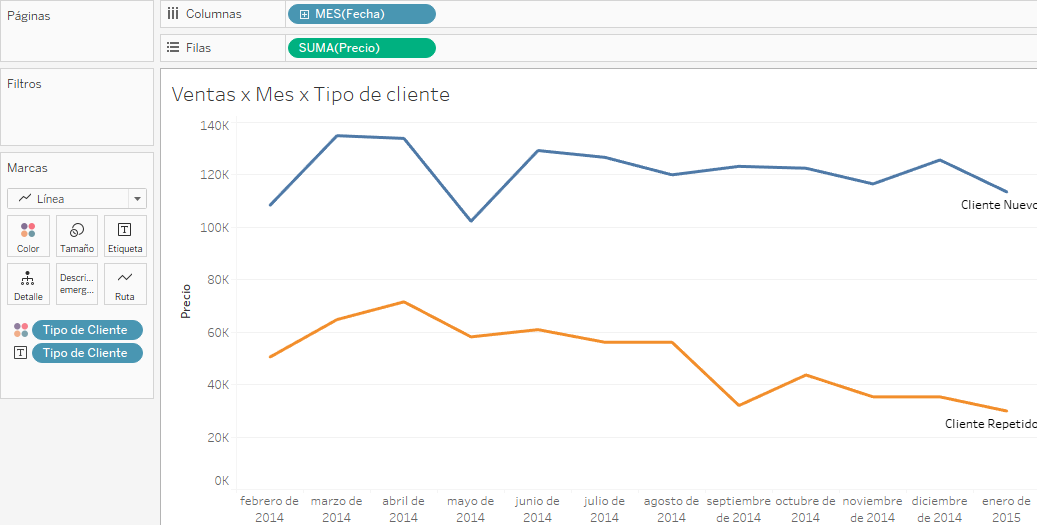 Páginas
Columnas
MES(Fecha)
Filas
SUMA(Precio)
Filtros
Marcas
Línea
Color
Tamaño
Etiqueta
Detalle
Descri...
emerg...
Ruta
Tipo de Cliente
Tipo de Cliente
Ventas x Mes x Tipo de cliente
140K
120K
100K
80K
60K
40K
20K
0K
Precio
Cliente Nuevo
Cliente Repetido
febrero de
2014
marzo de
2014
abril de
2014
mayo de
2014
junio de
2014
julio de
2014
agosto de
2014
septiembre
de 2014
octubre de
2014
noviembre
de 2014
diciembre
de 2014
enero de
2015